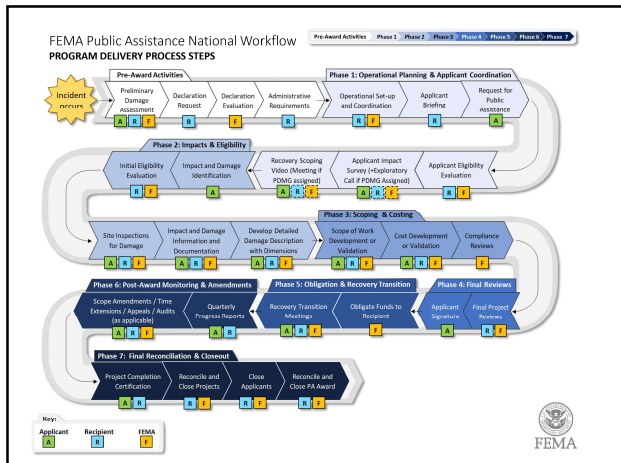 FEMA Public Assistance National Workflow
PROGRAM DELIVERY PROCESS STEPS
Pre-Award Activities Phase 1 Phase 2 Phase 3 Phase 4 Phase 5 Phase 6 Phase 7
Pre-Award Activities
Phase 1: Operational Planning & Applicant Coordination
Incident
occurs
Preliminary
Damage
Assessment
A R F
Declaration
Request
R
Declaration
Evaluation
F
Administrative
Requirements
R
Operational Set-up
and Coordination
R F
Applicant
Briefing
R
Request for
Public
Assistance
A
Phase 2: Impacts & Eligibility
Initial Eligibility
Evaluation
R F
Impact and Damage
Identification
A
Recovery Scoping
Video (Meeting if
PDMG assigned)
A R F
Applicant Impact
Survey (+Exploratory
Call if PDMG Assigned)
A R F
Applicant Eligibility
Evaluation
R F
Phase 3: Scoping & Costing
Site Inspections
for Damage
A R F
Impact and Damage
Information and
Documentation
A R F
Develop Detailed
Damage Description
with Dimensions
A R F
Scope of Work
Development or
Validation
A R F
Cost Development
or Validation
A R F
Compliance
Reviews
F
Phase 6: Post-Award Monitoring & Amendments
Phase 5: Obligation & Recovery Transition
Phase 4: Final Reviews
Scope Amendments / Time
Extensions / Appeals / Audits
(as applicable)
A R F
Quarterly
Progress Reports
A R
Recovery Transition
Meetings
A R F
Obligate Funds to
Recipient
F
Applicant
Signature
A
Final Project
Reviews
R F
Phase 7: Final Reconciliation & Closeout
Project Completion
Certification
A R
Reconcile and
Close Projects
R F
Close
Applicants
R F
Reconcile and
Close PA Award
R F
Key:
Applicant
A
Recipient
R
FEMA
F
FEMA